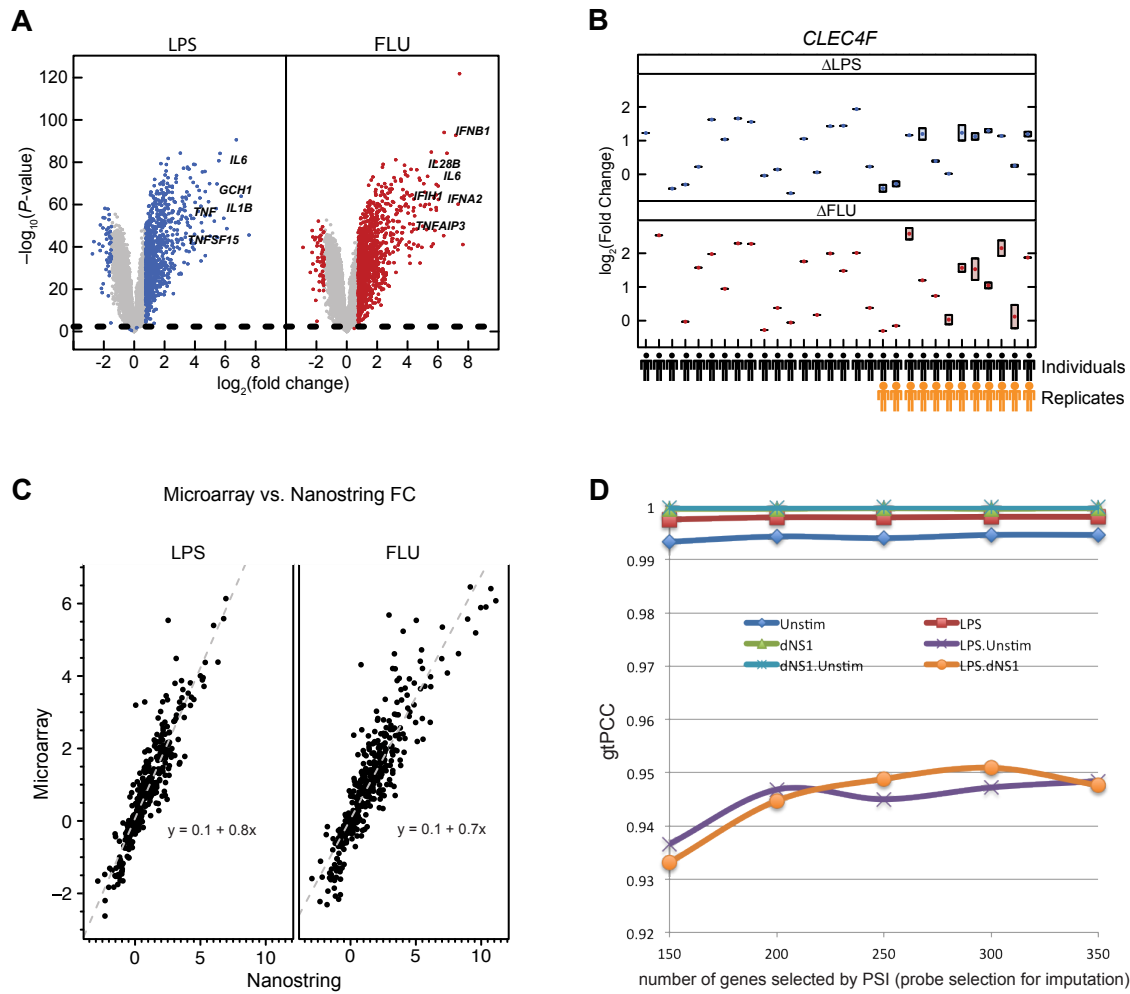 A
LPS
FLU
−log10(P-value)
120
100
80
60
40
20
0
IL6
GCH1
TNF
IL1B
TNFSF15
IFNB1
IL28B
IL6
IFIH1
IFNA2
TNFAIP3
−2 0 2 4 6 8
−2 0 2 4 6 8
log2(fold change)
B
CLEC4F
ΔLPS
2
1
0
ΔFLU
2
1
0
log2(Fold Change)
Individuals
Replicates
C
Microarray vs. Nanostring FC
LPS
FLU
Microarray
6
4
2
0
−2
y = 0.1 + 0.8x
y = 0.1 + 0.7x
0 5 10
0 5 10
Nanostring
D
gtPCC
1
0.99
0.98
0.97
0.96
0.95
0.94
0.93
0.92
Unstim
LPS
dNS1
LPS.Unstim
dNS1.Unstim
LPS.dNS1
150 200 250 300 350
number of genes selected by PSI (probe selection for imputation)